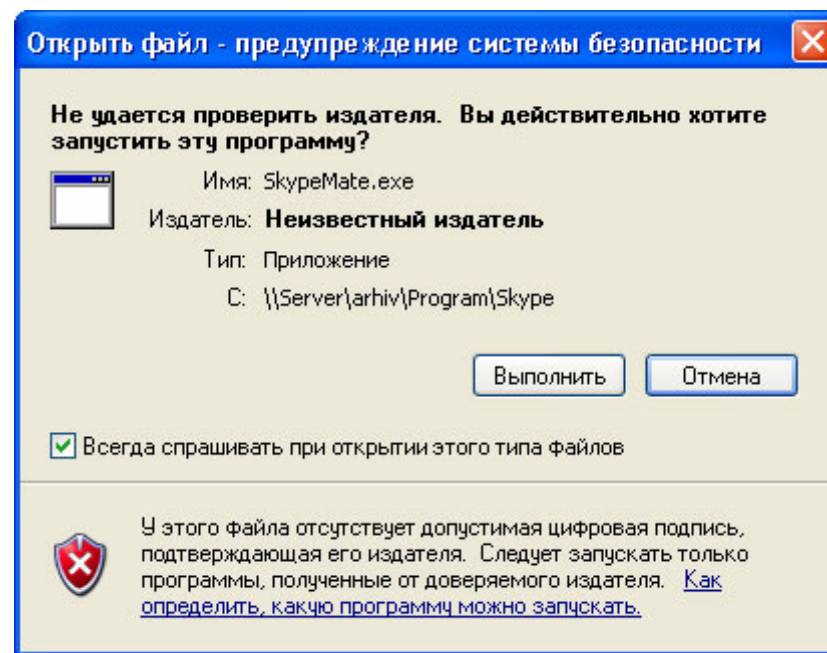 Открыть файл - предупреждение системы безопасности
Не удается проверить издателя. Вы действительно хотите
запустить эту программу?
Имя: SkypeMate.exe
Издатель: Неизвестный издатель
Тип: Приложение
С: \\Server\arhiv\Program\Skype
Выполнить Отмена
Всегда спрашивать при открытии этого типа файлов
У этого файла отсутствует допустимая цифровая подпись,
подтверждающая его издателя. Следует запускать только
программы, полученные от доверяемого издателя. Как
определить, какую программу можно запускать.